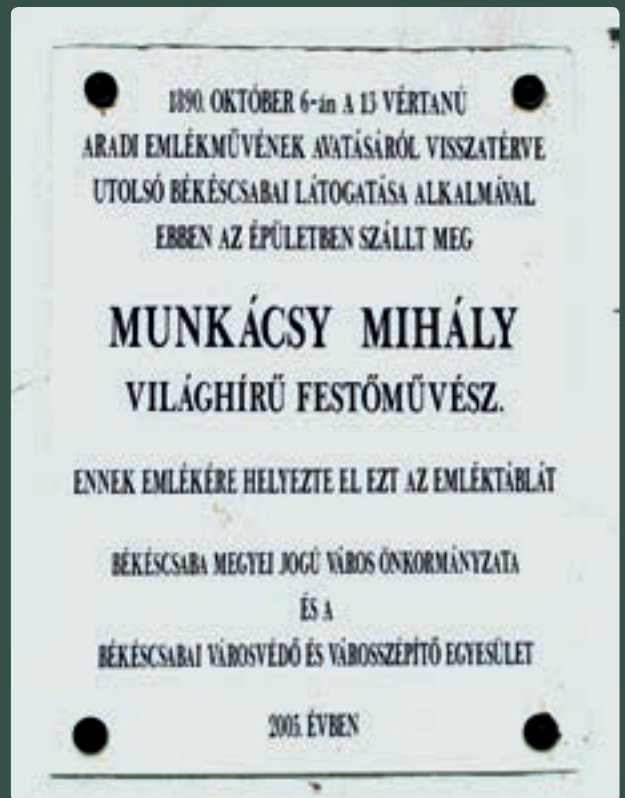 1890. OKTÓBER 6-án A 13 VÉRTANÚ
ARADI EMLÉKMŰVÉNEK AVATÁSÁRÓL VISSZATÉRVE
UTOLSÓ BÉKÉSCSABAI LÁTOGATÁSA ALKALMÁVAL
EBBEN AZ ÉPÜLETBEN SZÁLLT MEG
MUNKÁCSY MIHÁLY
VILÁGHÍRŰ FESTŐMŰVÉSZ.
ENNEK EMLÉKÉRE HELYEZTE EL EZT AZ EMLÉKTÁBLÁT
BÉKÉSCSABA MEGYEI JOGÚ VÁROS ÖNKORMÁNYZATA
ÉS A
BÉKÉSCSABAI VÁROSVÉDŐ ÉS VÁROSSZÉPÍTŐ EGYESÜLET
2005. ÉVBEN